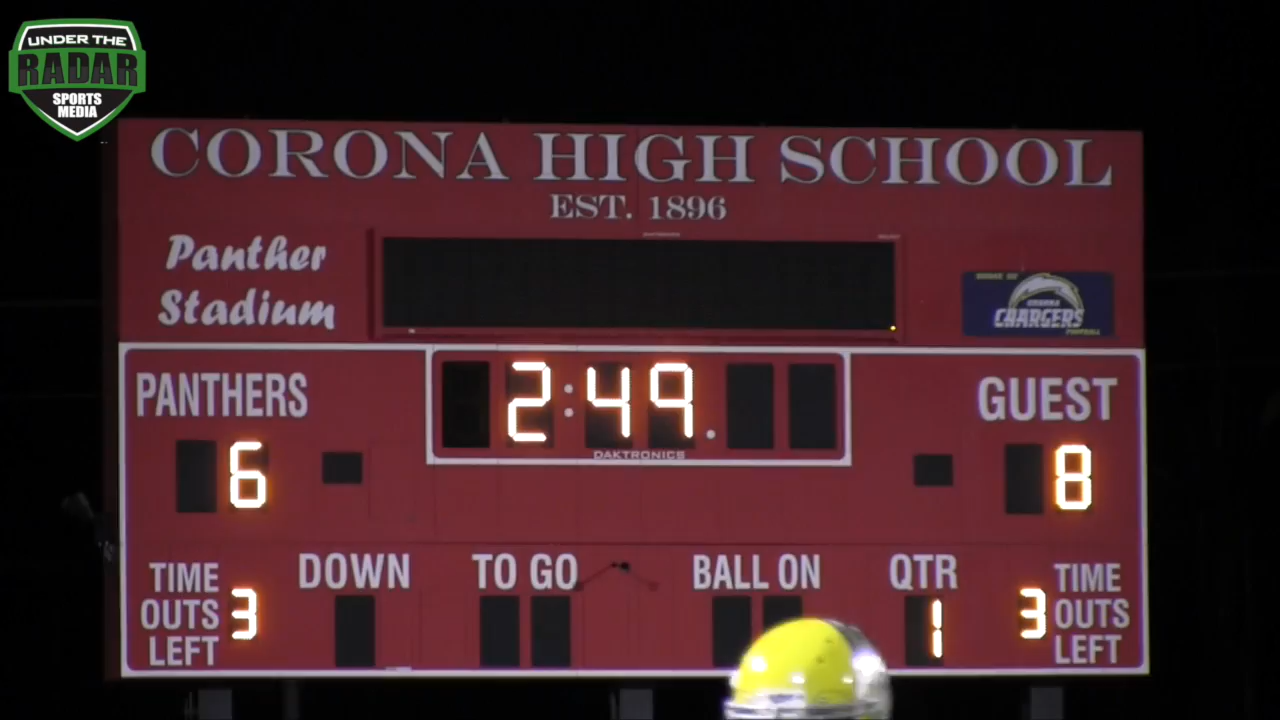 UNDER THE
RADAR
SPORTS
MEDIA
CORONA HIGH SCHOOL
EST. 1896
Panther
Stadium
CHARGERS
FOOTBALL
PANTHERS
2:49.
GUEST
DAKTRONICS
6
8
TIME
OUTS
LEFT
3
DOWN
TO GO
BALL ON
QTR
1
3
TIME
OUTS
LEFT